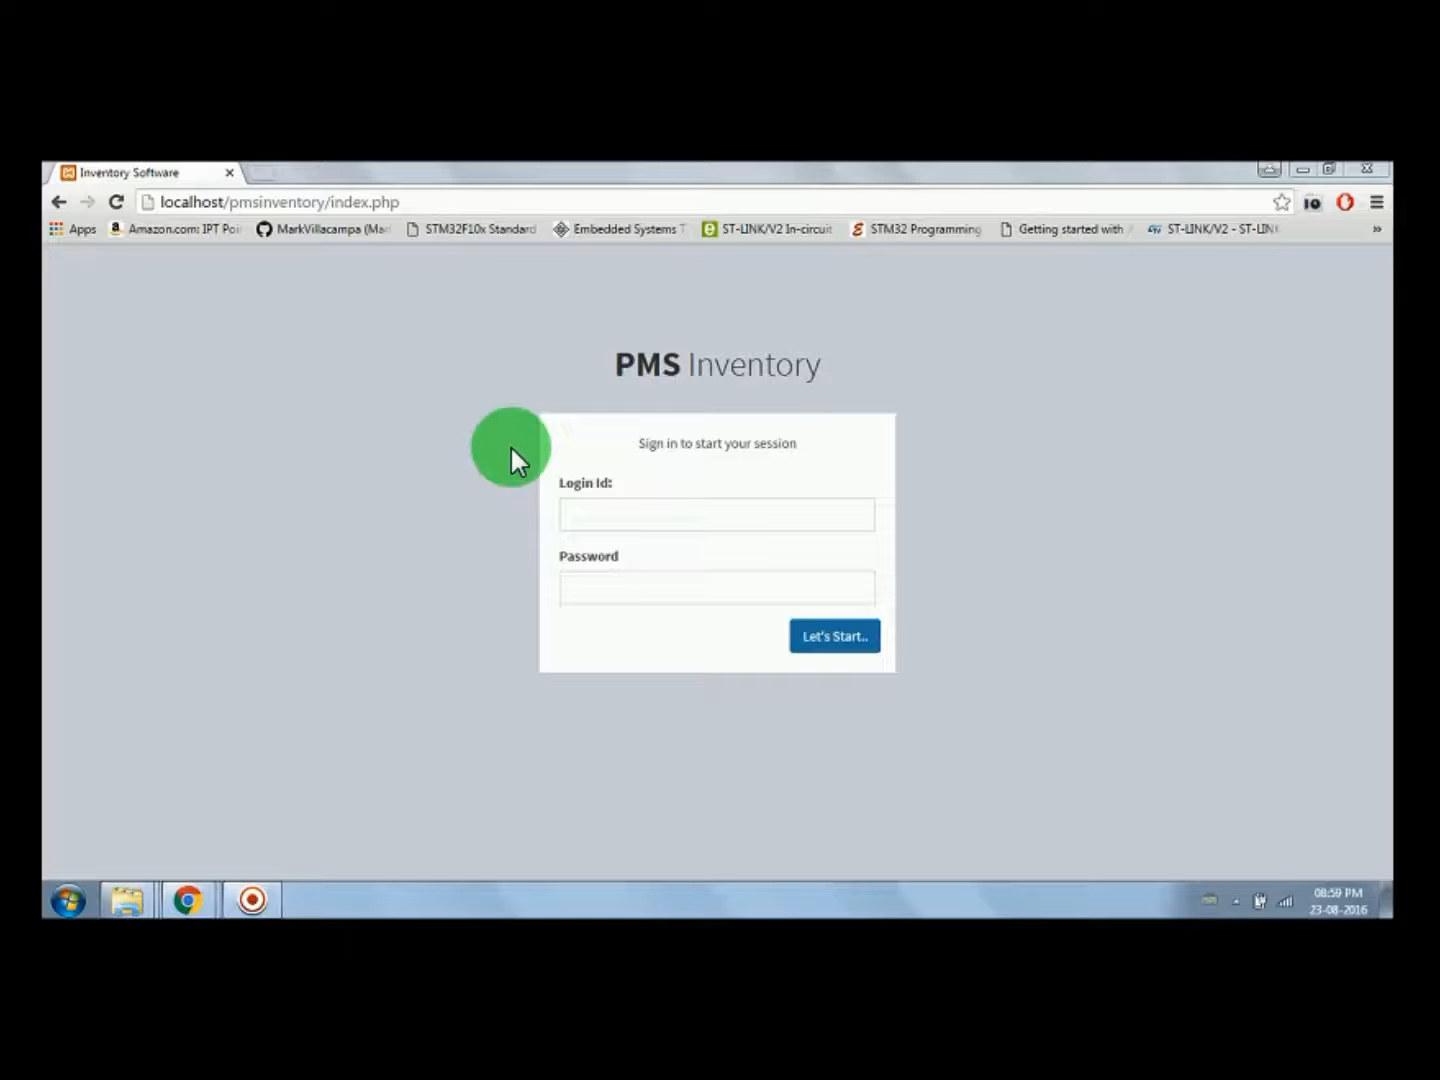 Inventory Software
localhost/pmsinventory/index.php
Apps
Amazon.com: IPT Poi
MarkVillacampa (Ma
STM32F10x Standard
Embedded Systems T
ST-LINK/V2 In-circuit
STM32 Programming
Getting started with
ST-LINK/V2 - ST-LIN
PMS Inventory
Sign in to start your session
Login Id:
Password
Let's Start..
08:59 PM
23-08-2016